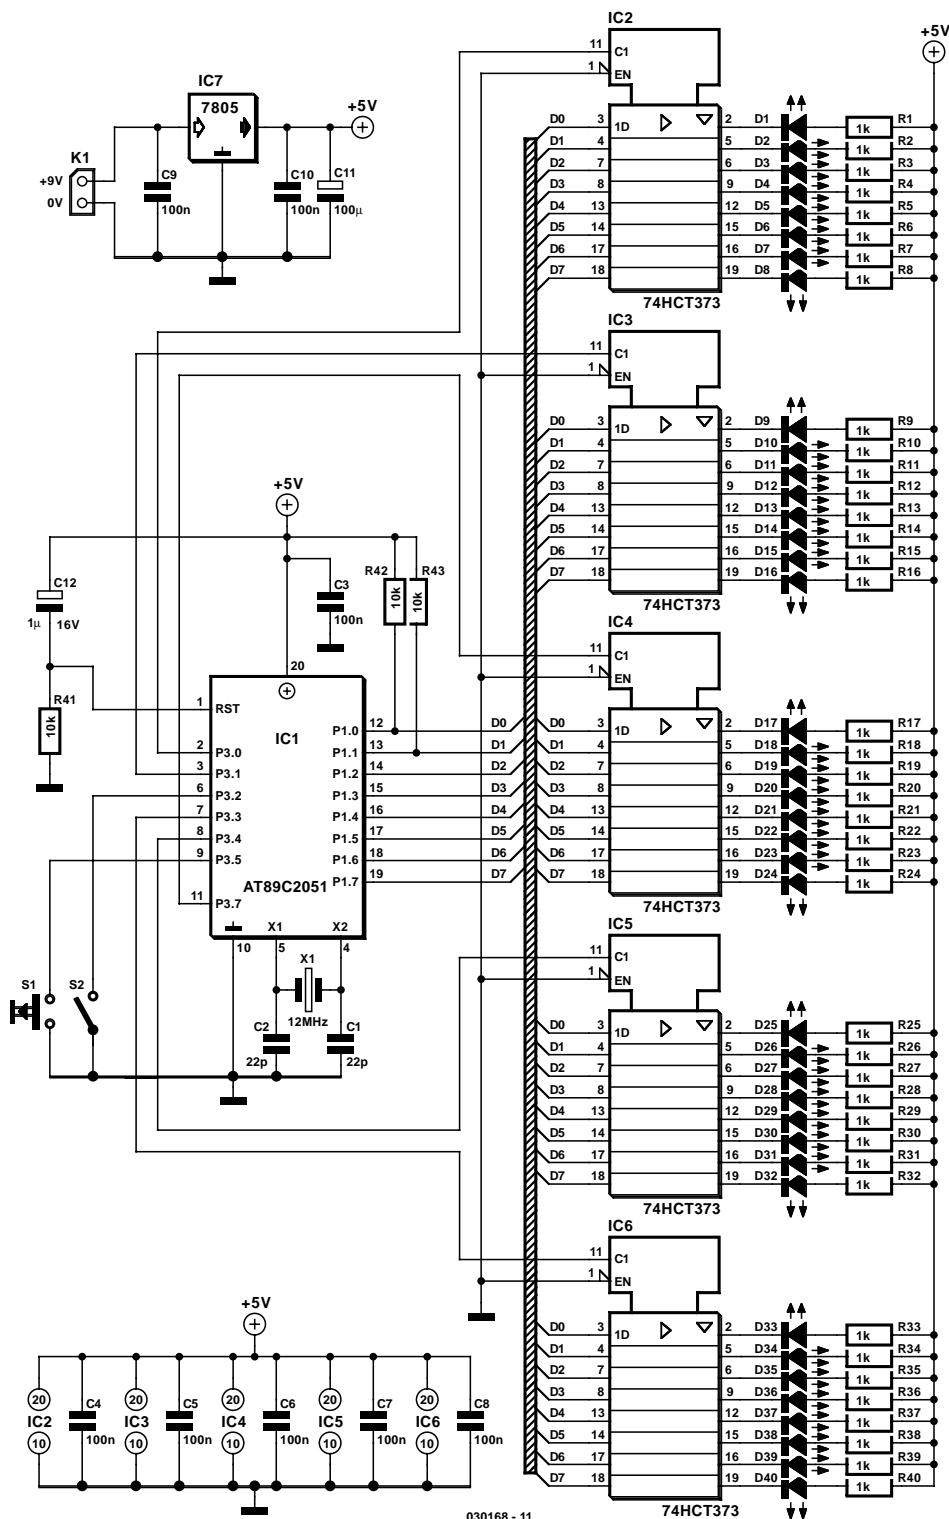 IC2
+5V
11 C1
1 EN
IC7
7805
+5V
K1
+9V
0V
C9
100n
C10
100n
C11
100µ
D0 3 1D 2 D1 1k R1
D1 4 5 D2 1k R2
D2 7 6 D3 1k R3
D3 8 9 D4 1k R4
D4 13 12 D5 1k R5
D5 14 15 D6 1k R6
D6 17 16 D7 1k R7
D7 18 19 D8 1k R8
74HCT373
IC3
11 C1
1 EN
D0 3 1D 2 D9 1k R9
D1 4 5 D10 1k R10
D2 7 6 D11 1k R11
D3 8 9 D12 1k R12
D4 13 12 D13 1k R13
D5 14 15 D14 1k R14
D6 17 16 D15 1k R15
D7 18 19 D16 1k R16
74HCT373
+5V
C12
1µ 16V
R41
10k
C3
100n
R42
10k
R43
10k
20
IC1
AT89C2051
1 RST
2 P3.0
3 P3.1
6 P3.2
7 P3.3
8 P3.4
9 P3.5
11 P3.7
P1.0 12 D0
P1.1 13 D1
P1.2 14 D2
P1.3 15 D3
P1.4 16 D4
P1.5 17 D5
P1.6 18 D6
P1.7 19 D7
X1 X2
10 5 4
X1
12MHz
C2
22p
C1
22p
S1
S2
IC4
11 C1
1 EN
D0 3 1D 2 D17 1k R17
D1 4 5 D18 1k R18
D2 7 6 D19 1k R19
D3 8 9 D20 1k R20
D4 13 12 D21 1k R21
D5 14 15 D22 1k R22
D6 17 16 D23 1k R23
D7 18 19 D24 1k R24
74HCT373
IC5
11 C1
1 EN
D0 3 1D 2 D25 1k R25
D1 4 5 D26 1k R26
D2 7 6 D27 1k R27
D3 8 9 D28 1k R28
D4 13 12 D29 1k R29
D5 14 15 D30 1k R30
D6 17 16 D31 1k R31
D7 18 19 D32 1k R32
74HCT373
IC6
11 C1
1 EN
D0 3 1D 2 D33 1k R33
D1 4 5 D34 1k R34
D2 7 6 D35 1k R35
D3 8 9 D36 1k R36
D4 13 12 D37 1k R37
D5 14 15 D38 1k R38
D6 17 16 D39 1k R39
D7 18 19 D40 1k R40
74HCT373
+5V
20 20 20 20 20
IC2 C4 IC3 C5 IC4 C6 IC5 C7 IC6 C8
10 100n 10 100n 10 100n 10 100n 10 100n
030168 - 11